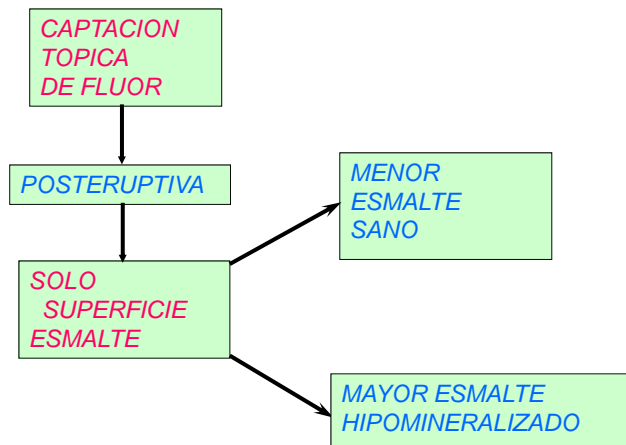 CAPTACION
TOPICA
DE FLUOR
POSTERUPTIVA
MENOR
ESMALTE
SANO
SOLO
SUPERFICIE
ESMALTE
MAYOR ESMALTE
HIPOMINERALIZADO